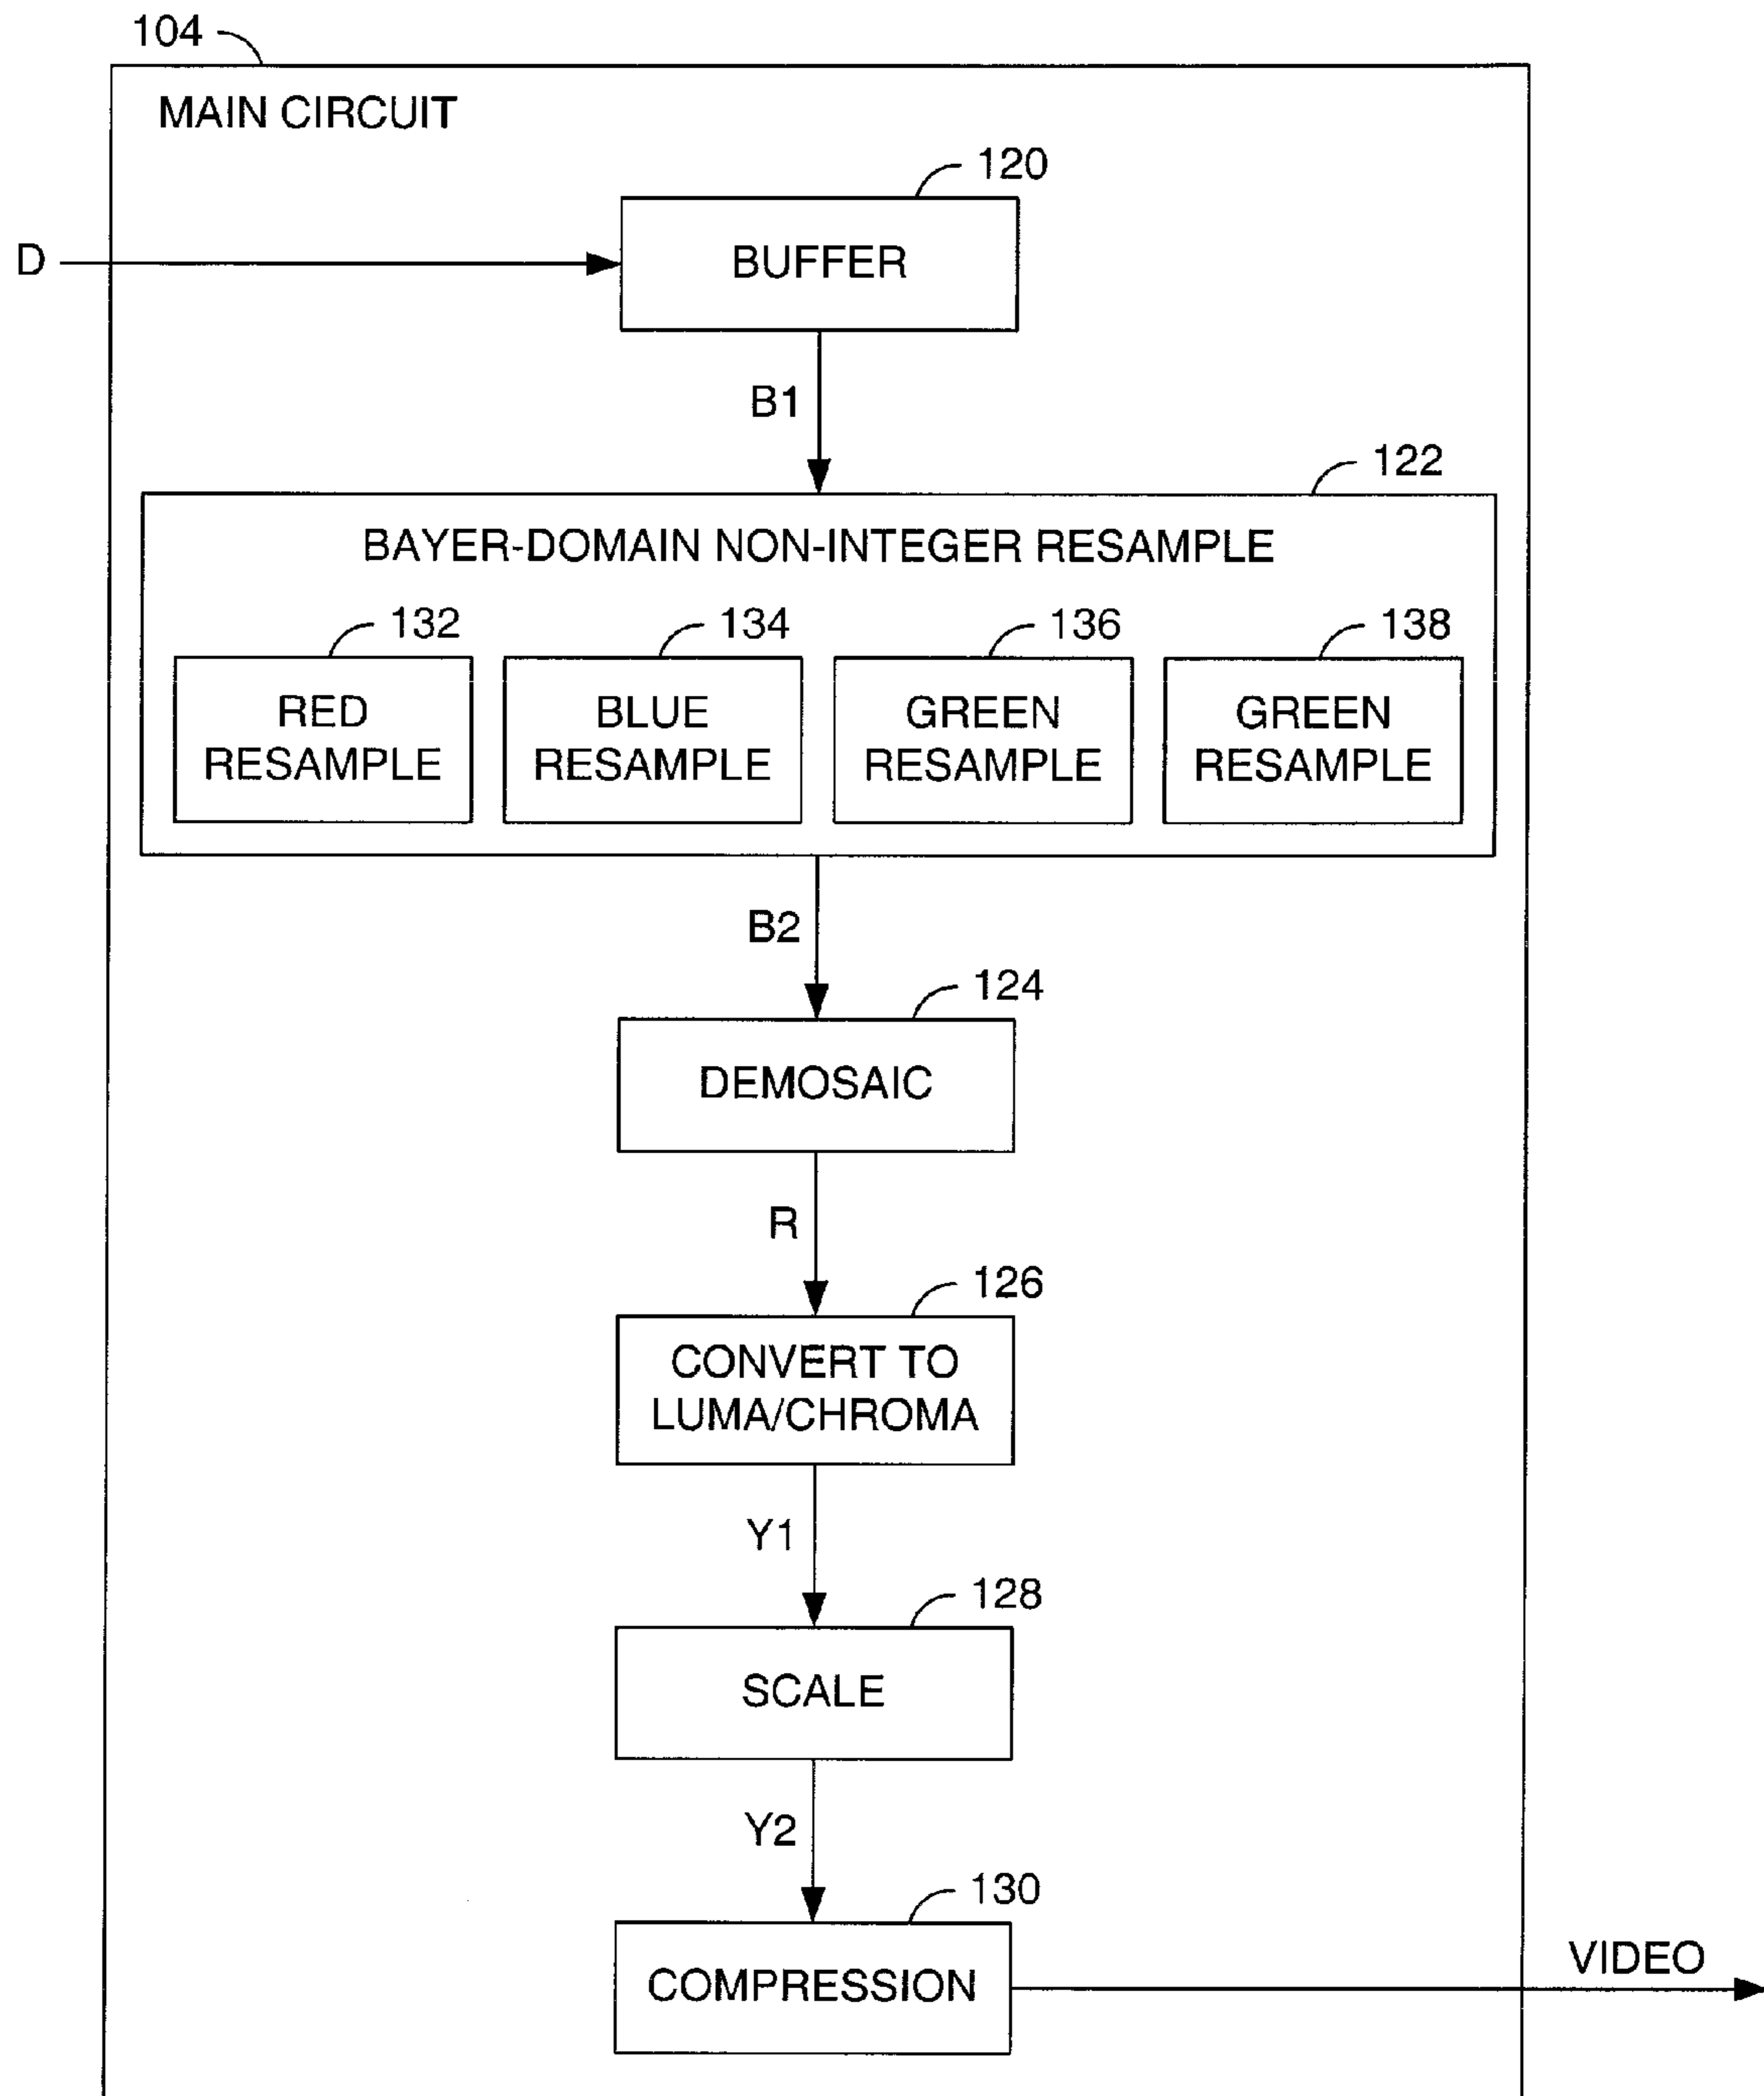 104
MAIN CIRCUIT
120
D
BUFFER
B1
122
BAYER-DOMAIN NON-INTEGER RESAMPLE
132
134
136
138
RED
RESAMPLE
BLUE
RESAMPLE
GREEN
RESAMPLE
GREEN
RESAMPLE
B2
124
DEMOSAIC
R
126
CONVERT TO
LUMA/CHROMA
Y1
128
SCALE
Y2
130
COMPRESSION
VIDEO